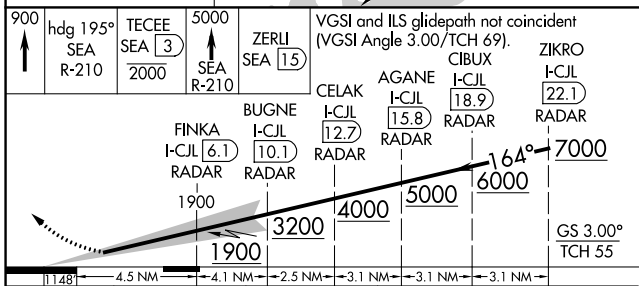 900
hdg 195°
SEA
R-210
TECEE
SEA 3
2000
5000
SEA
R-210
ZERLI
SEA 15
VGSI and ILS glidepath not coincident
(VGSI Angle 3.00/TCH 69).
ZIKRO
I-CJL
22.1
RADAR
CIBUX
I-CJL
18.9
RADAR
AGANE
I-CJL
15.8
RADAR
CELAK
I-CJL
12.7
RADAR
BUGNE
I-CJL
10.1
RADAR
FINKA
I-CJL 6.1
RADAR
1900
164°
7000
6000
5000
4000
3200
1900
GS 3.00°
TCH 55
1148'
4.5 NM
4.1 NM
2.5 NM
3.1 NM
3.1 NM
3.1 NM